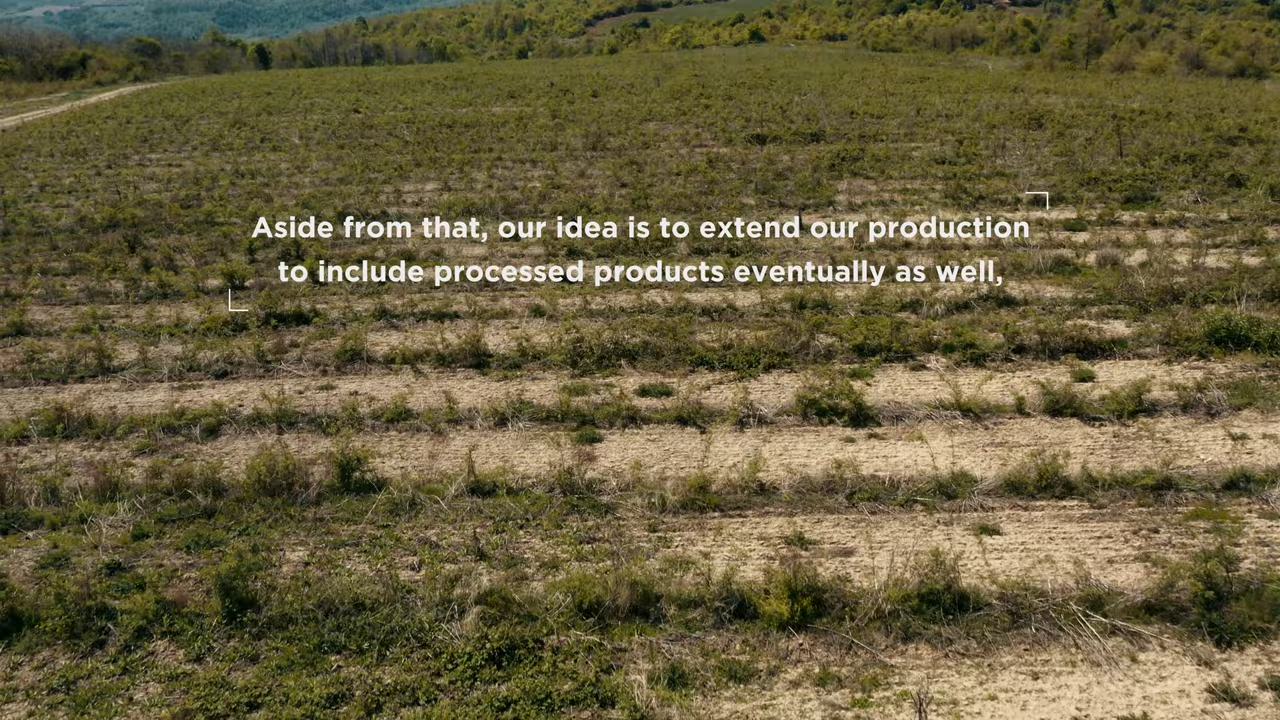 Aside from that, our idea is to extend our production
to include processed products eventually as well,